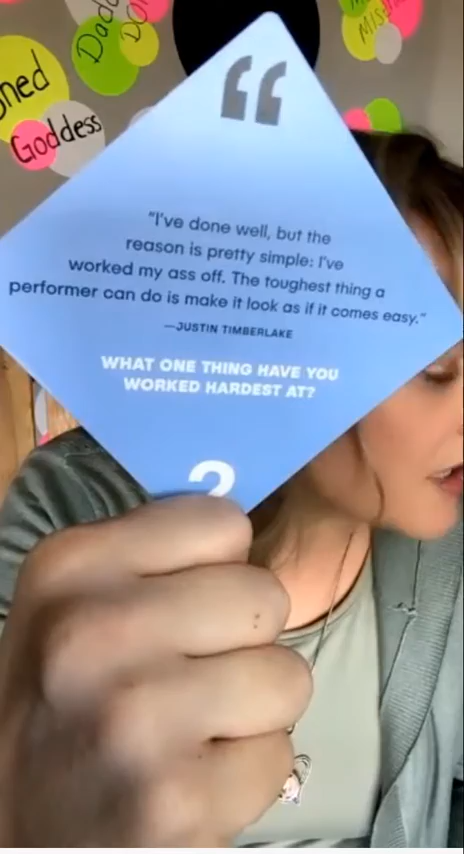 Dadd
DO
Mis
ned
Goddess
“
“I’ve done well, but the
reason is pretty simple: I’ve
worked my ass off. The toughest thing a
performer can do is make it look as if it comes easy.”
—JUSTIN TIMBERLAKE
WHAT ONE THING HAVE YOU
WORKED HARDEST AT?
?